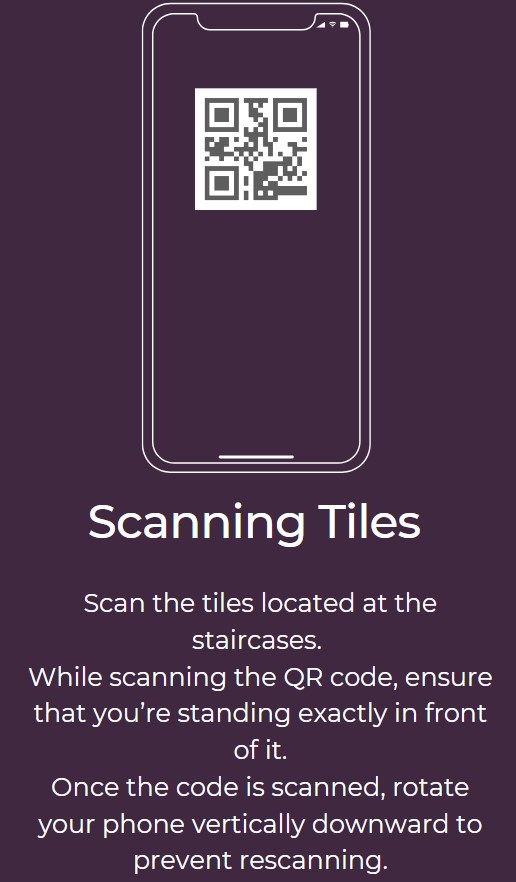 Scanning Tiles
Scan the tiles located at the
staircases.
While scanning the QR code, ensure
that you’re standing exactly in front
of it.
Once the code is scanned, rotate
your phone vertically downward to
prevent rescanning.